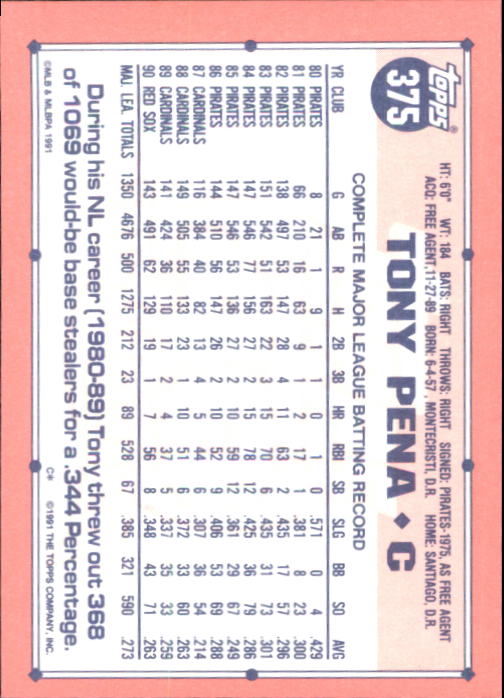 Topps®
375
TONY PENA ◆ C
HT: 6'0" WT: 184 BATS: RIGHT THROWS: RIGHT SIGNED: PIRATES-1975, AS FREE AGENT
ACQ: FREE AGENT, 11-27-89 BORN: 6-4-57, MONTECRISTI, D.R. HOME: SANTIAGO, D.R.
COMPLETE MAJOR LEAGUE BATTING RECORD
YR CLUB G AB R H 2B 3B HR RBI SB SLG BB SO AVG
80 PIRATES 8 21 1 9 1 1 0 1 0 .571 0 4 .429
81 PIRATES 66 210 16 63 9 1 2 17 1 .381 8 23 .300
82 PIRATES 138 497 53 147 28 4 11 63 2 .435 17 57 .296
83 PIRATES 151 542 51 163 22 3 15 70 6 .435 31 73 .301
84 PIRATES 147 546 77 156 27 2 15 78 12 .425 36 79 .286
85 PIRATES 147 546 53 136 27 2 10 59 12 .361 29 67 .249
86 PIRATES 144 510 56 147 26 2 10 52 9 .406 53 69 .288
87 CARDINALS 116 384 40 82 13 4 5 44 6 .307 36 54 .214
88 CARDINALS 149 505 55 133 23 1 10 51 6 .372 33 60 .263
89 CARDINALS 141 424 36 110 17 2 4 37 5 .337 35 33 .259
90 RED SOX 143 491 62 129 19 1 7 56 8 .348 43 71 .263
MAJ. LEA. TOTALS 1350 4676 500 1275 212 23 89 528 67 .385 321 590 .273
During his NL career (1980-89) Tony threw out 368
of 1069 would-be base stealers for a .344 Percentage.
©MLB & MLBPA 1991 C* ©1991 THE TOPPS COMPANY, INC.